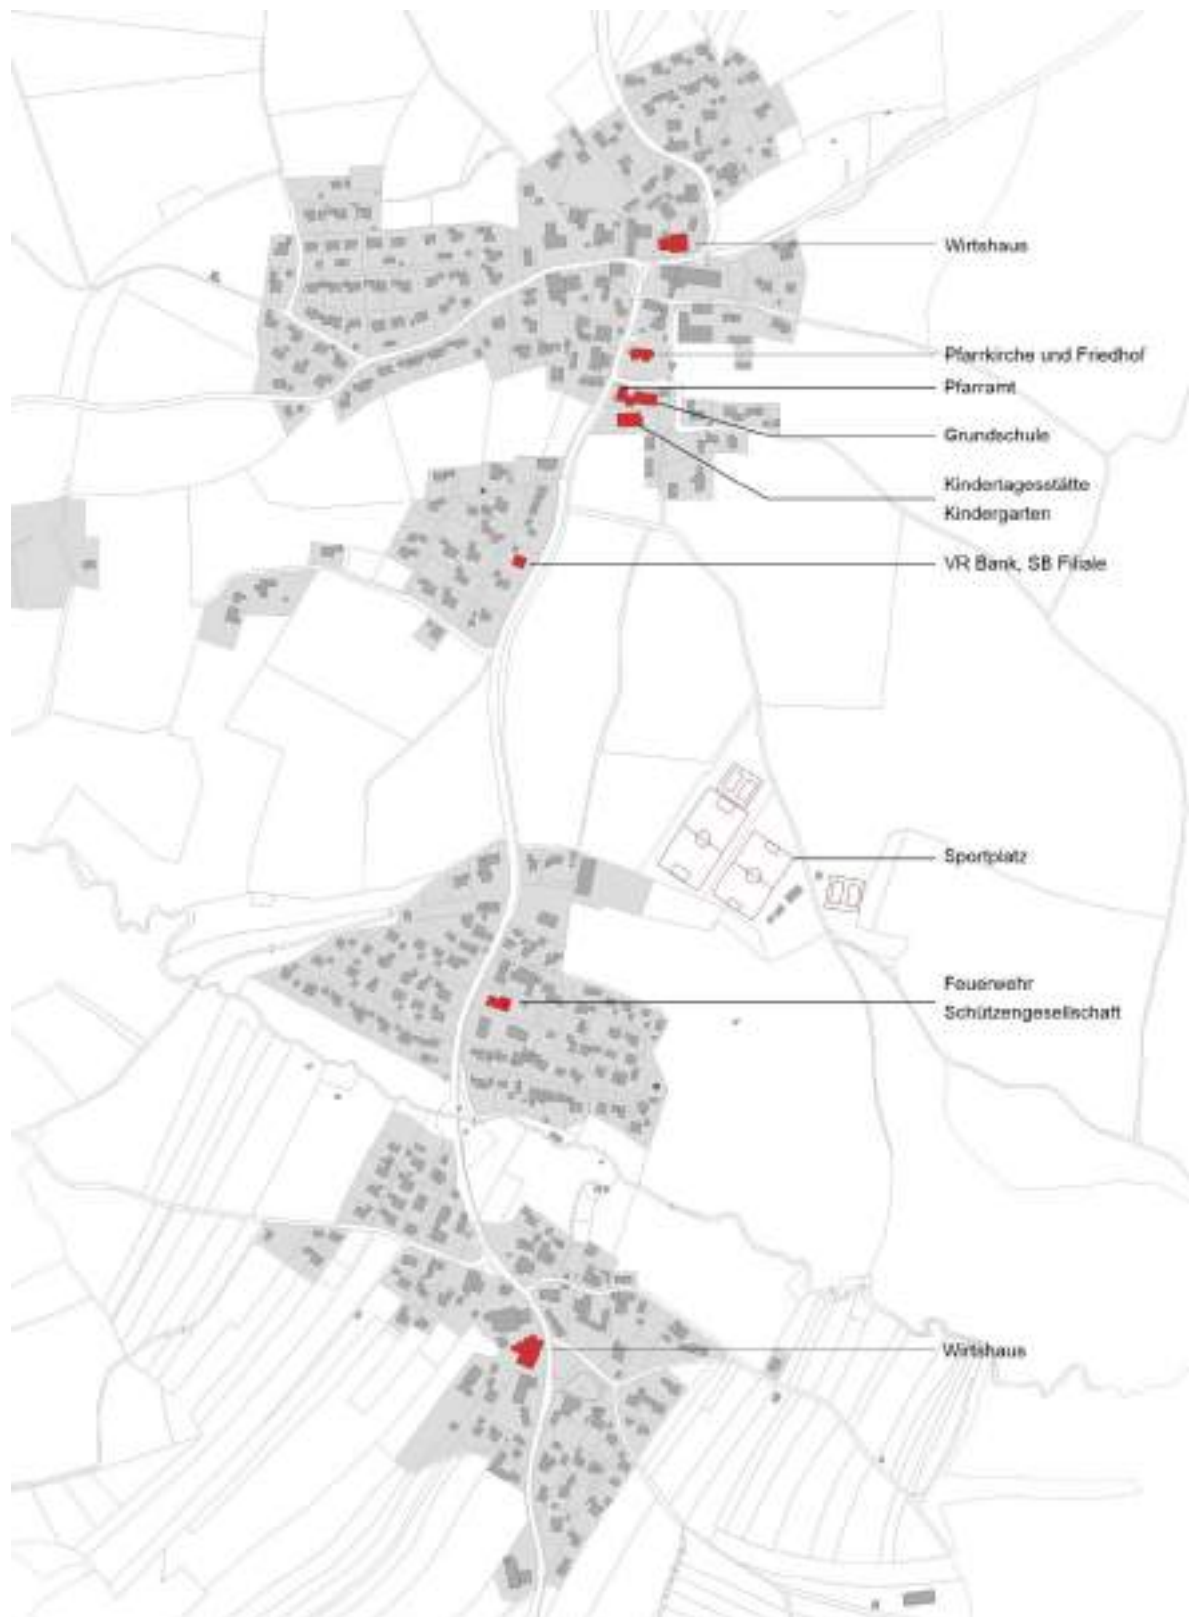 Wirtshaus
Pfarrkirche und Friedhof
Pfarramt
Grundschule
Kindertagesstätte
Kindergarten
VR Bank, SB Filiale
Sportplatz
Feuerwehr
Schützengesellschaft
Wirtshaus